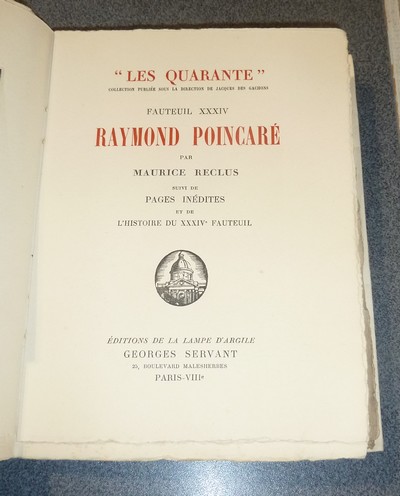 “ LES QUARANTE ”
COLLECTION PUBLIÉE SOUS LA DIRECTION DE JACQUES DES GACHONS
FAUTEUIL XXXIV
RAYMOND POINCARÉ
PAR
MAURICE RECLUS
SUIVI DE
PAGES INÉDITES
ET DE
L'HISTOIRE DU XXXIVe FAUTEUIL
ÉDITIONS DE LA LAMPE D'ARGILE
GEORGES SERVANT
35, BOULEVARD MALESHERBES
PARIS-VIIIe